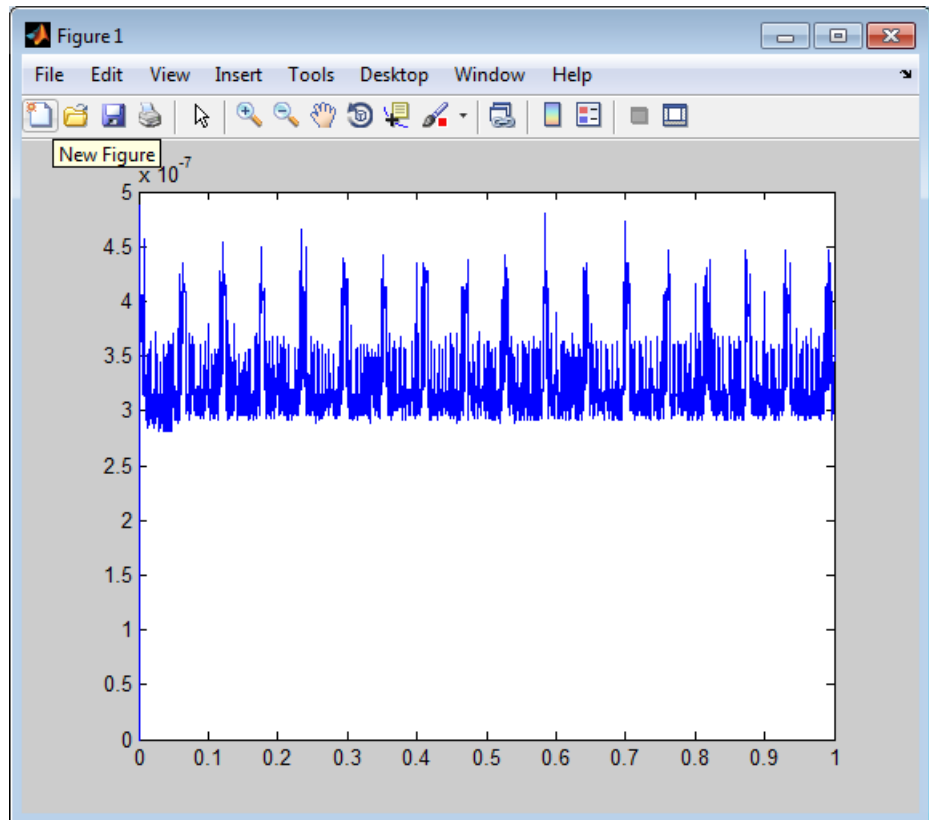 Figure 1
File Edit View Insert Tools Desktop Window Help
New Figure
x 10-7
5
4.5
4
3.5
3
2.5
2
1.5
1
0.5
0
0 0.1 0.2 0.3 0.4 0.5 0.6 0.7 0.8 0.9 1